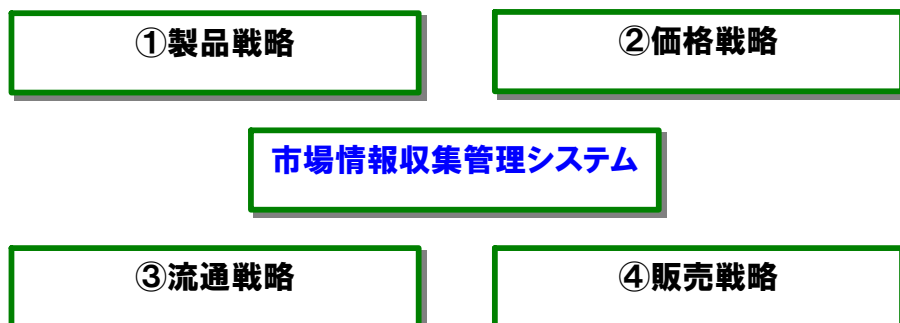 ①製品戦略
②価格戦略
市場情報収集管理システム
③流通戦略
④販売戦略